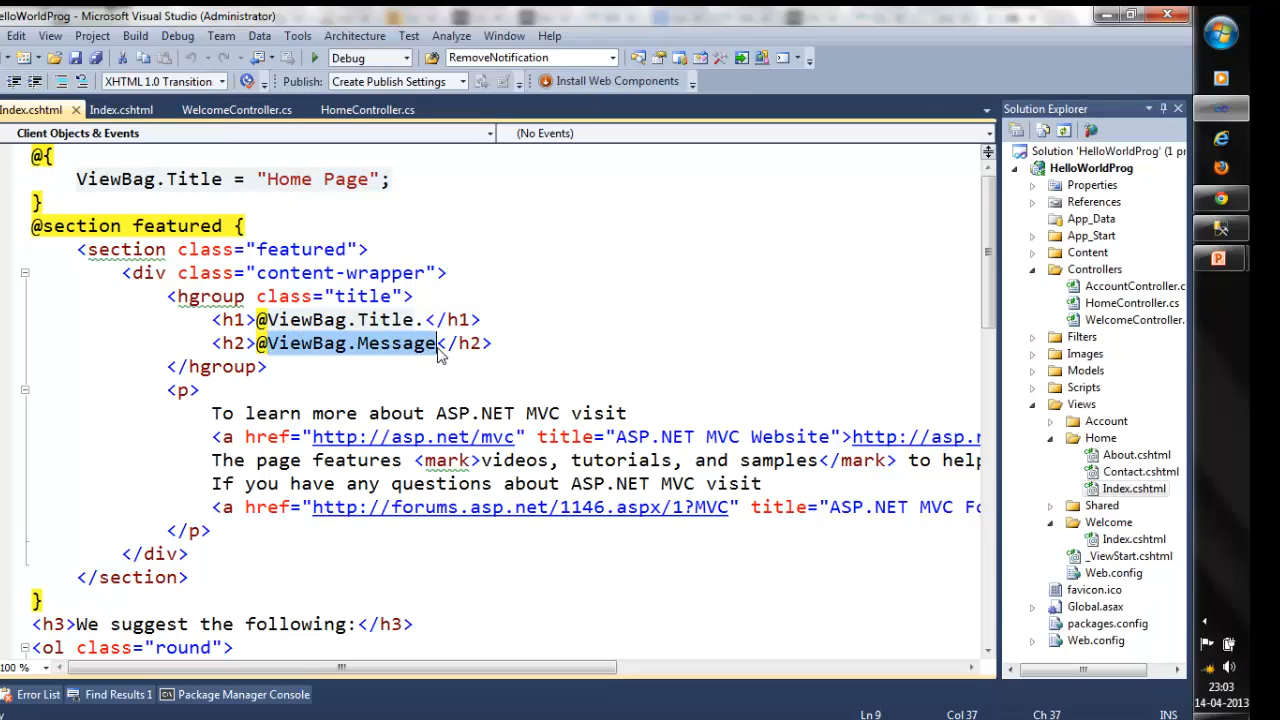 HelloWorldProg - Microsoft Visual Studio (Administrator)
Edit View Project Build Debug Team Data Tools Architecture Test Analyze Window Help
Debug RemoveNotification
XHTML 1.0 Transition Publish: Create Publish Settings Install Web Components
Index.cshtml Index.cshtml WelcomeController.cs HomeController.cs
Client Objects & Events (No Events)
@{
ViewBag.Title = "Home Page";
}
@section featured {
<section class="featured">
<div class="content-wrapper">
<hgroup class="title">
<h1>@ViewBag.Title.</h1>
<h2>@ViewBag.Message</h2>
</hgroup>
<p>
To learn more about ASP.NET MVC visit
<a href="http://asp.net/mvc" title="ASP.NET MVC Website">http://asp.n
The page features <mark>videos, tutorials, and samples</mark> to help
If you have any questions about ASP.NET MVC visit
<a href="http://forums.asp.net/1146.aspx/1?MVC" title="ASP.NET MVC Fo
</p>
</div>
</section>
}
<h3>We suggest the following:</h3>
<ol class="round">
100 %
Error List Find Results 1 Package Manager Console
Ln 9 Col 37 Ch 37 INS
Solution Explorer
Solution 'HelloWorldProg' (1 pr
HelloWorldProg
Properties
References
App_Data
App_Start
Content
Controllers
AccountController.c
HomeController.cs
WelcomeController.
Filters
Images
Models
Scripts
Views
Account
Home
About.cshtml
Contact.cshtml
Index.cshtml
Shared
Welcome
Index.cshtml
_ViewStart.cshtml
Web.config
favicon.ico
Global.asax
packages.config
Web.config
23:03
14-04-2013